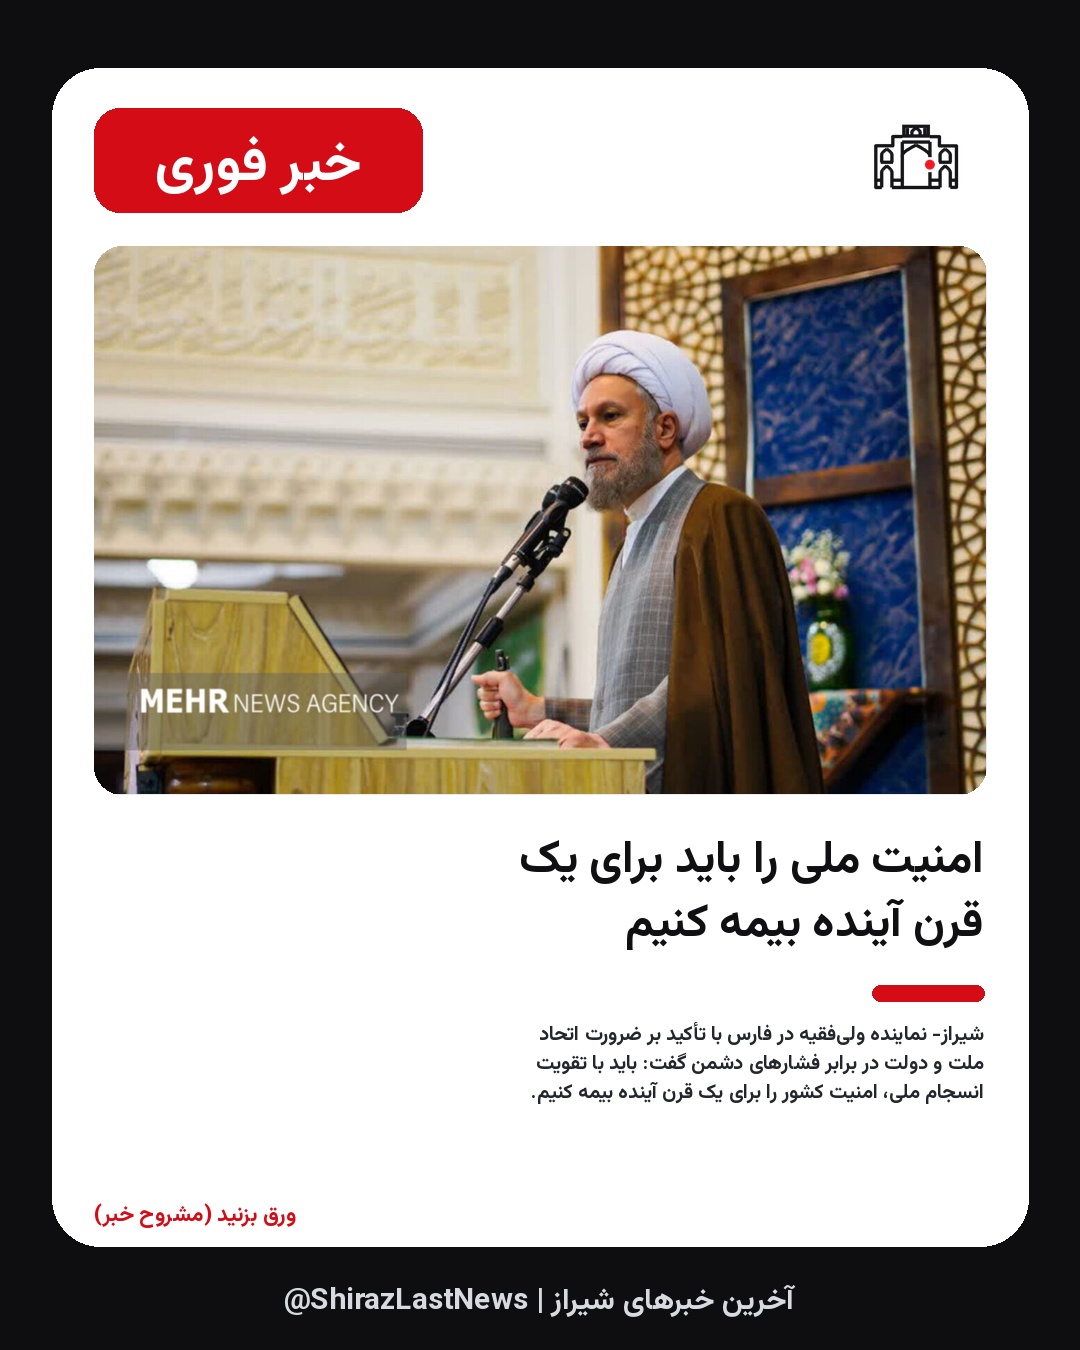 خبر فوری
MEHR NEWS AGENCY
امنیت ملی را باید برای یک
قرن آینده بیمه کنیم
شیراز- نماینده ولی‌فقیه در فارس با تأکید بر ضرورت اتحاد
ملت و دولت در برابر فشارهای دشمن گفت: باید با تقویت
انسجام ملی، امنیت کشور را برای یک قرن آینده بیمه کنیم.
ورق بزنید (مشروح خبر)
آخرین خبرهای شیراز | @ShirazLastNews